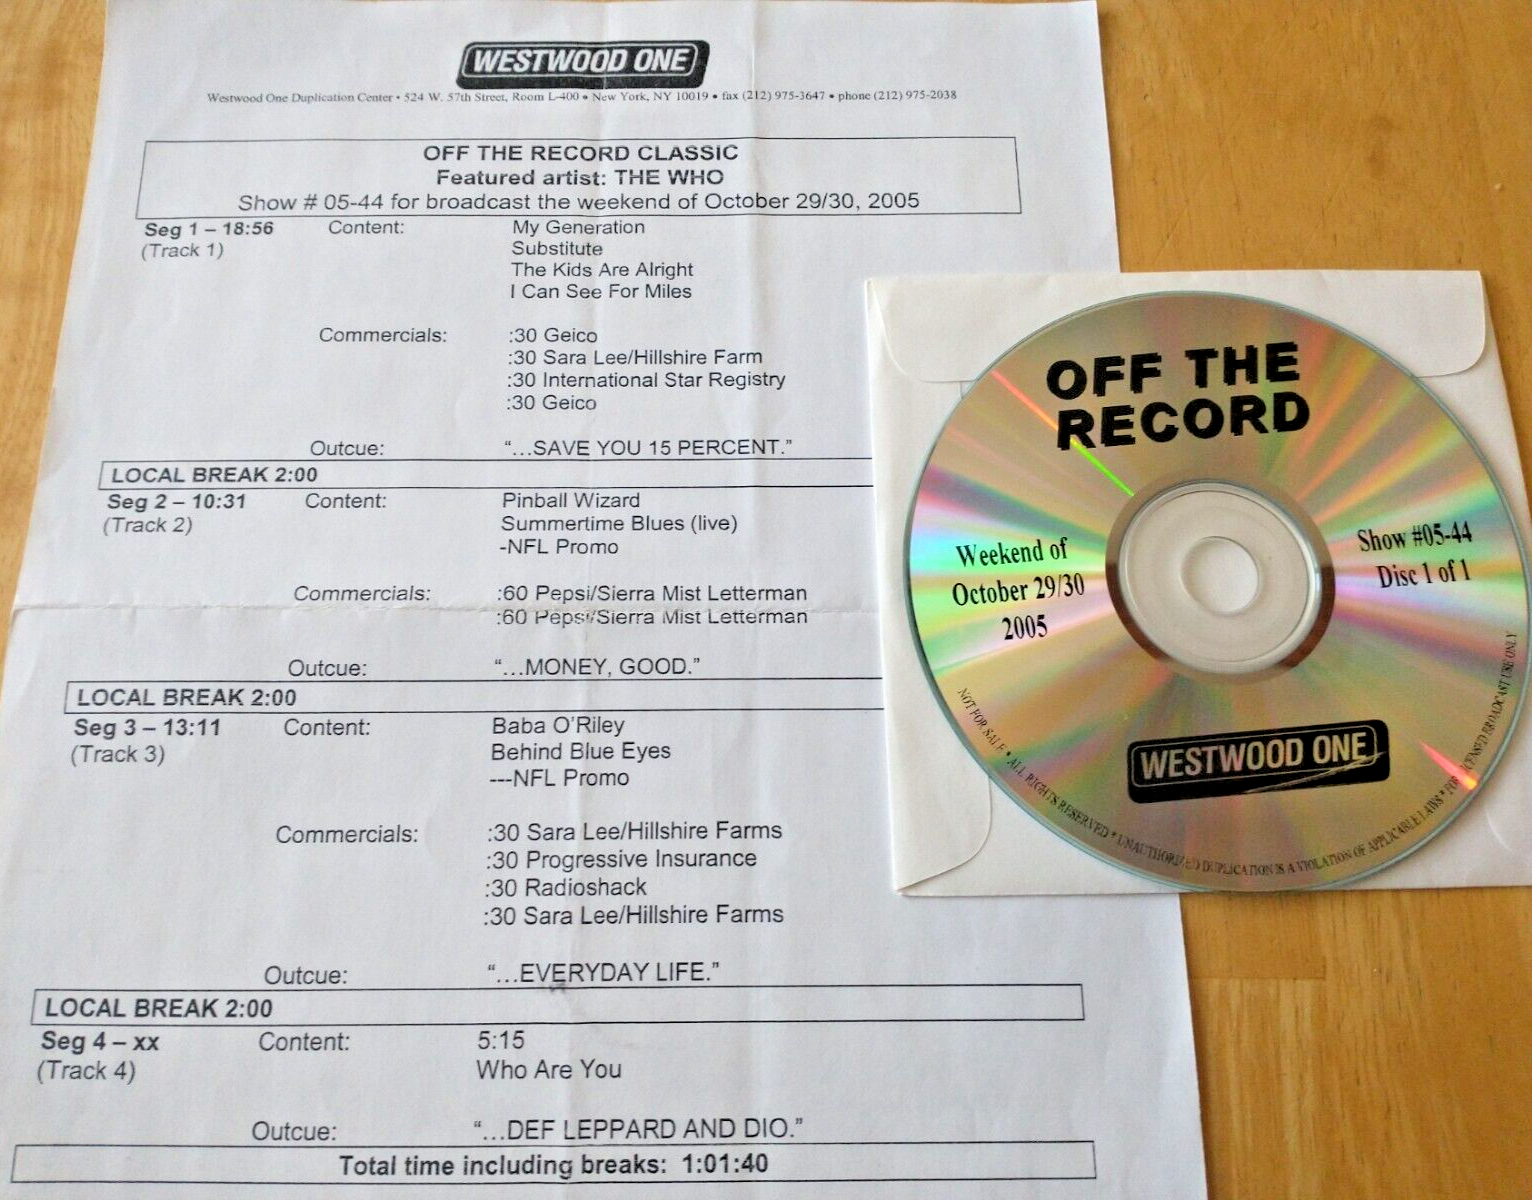 WESTWOOD ONE
Westwood One Duplication Center • 524 W. 57th Street, Room L-400 • New York, NY 10019 • fax (212) 975-3647 • phone (212) 975-2038
OFF THE RECORD CLASSIC
Featured artist: THE WHO
Show # 05-44 for broadcast the weekend of October 29/30, 2005
Seg 1 – 18:56 Content: My Generation
(Track 1) Substitute
The Kids Are Alright
I Can See For Miles
Commercials: :30 Geico
:30 Sara Lee/Hillshire Farm
:30 International Star Registry
:30 Geico
Outcue: “...SAVE YOU 15 PERCENT.”
LOCAL BREAK 2:00
Seg 2 – 10:31 Content: Pinball Wizard
(Track 2) Summertime Blues (live)
-NFL Promo
Commercials: :60 Pepsi/Sierra Mist Letterman
:60 Pepsi/Sierra Mist Letterman
Outcue: “...MONEY, GOOD.”
LOCAL BREAK 2:00
Seg 3 – 13:11 Content: Baba O’Riley
(Track 3) Behind Blue Eyes
---NFL Promo
Commercials: :30 Sara Lee/Hillshire Farms
:30 Progressive Insurance
:30 Radioshack
:30 Sara Lee/Hillshire Farms
Outcue: “...EVERYDAY LIFE.”
LOCAL BREAK 2:00
Seg 4 – xx Content: 5:15
(Track 4) Who Are You
Outcue: “...DEF LEPPARD AND DIO.”
Total time including breaks: 1:01:40
OFF THE
RECORD
Weekend of
October 29/30
2005
Show #05-44
Disc 1 of 1
WESTWOOD ONE
NOT FOR SALE * ALL RIGHTS RESERVED * UNAUTHORIZED DUPLICATION IS A VIOLATION OF APPLICABLE LAWS * FOR LICENSED BROADCAST USE ONLY